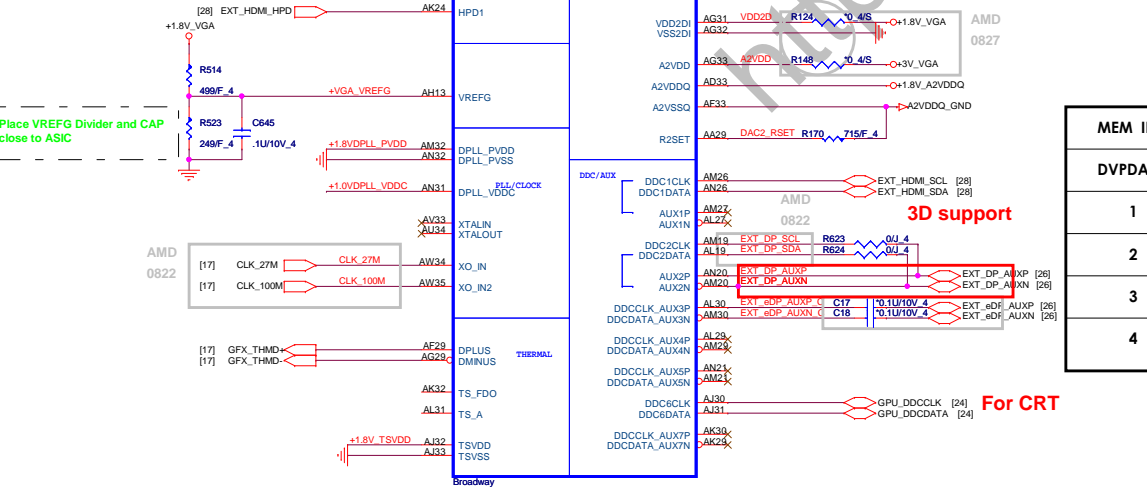 [28] EXT_HDMI_HPD
AK24
HPD1
+1.8V_VGA
R514
499/F_4
+VGA_VREFG
AH13
VREFG
Place VREFG Divider and CAP
close to ASIC
R523
249/F_4
C645
.1U/10V_4
+1.8VDPLL_PVDD
AM32
DPLL_PVDD
AN32
DPLL_PVSS
+1.0VDPLL_VDDC
AN31
DPLL_VDDC
PLL/CLOCK
AV33
XTALIN
AU34
XTALOUT
AMD
0822
[17] CLK_27M
CLK_27M
AW34
XO_IN
[17] CLK_100M
CLK_100M
AW35
XO_IN2
[17] GFX_THMD+
AF29
DPLUS
[17] GFX_THMD-
AG29
DMINUS
THERMAL
AK32
TS_FDO
AL31
TS_A
+1.8V_TSVDD
AJ32
TSVDD
AJ33
TSVSS
Broadway
VDD2DI
AG31
VDD2D
R124
*0_4/S
+1.8V_VGA
VSS2DI
AG32
AMD
0827
A2VDD
AG33
A2VDD
R148
*0_4/S
+3V_VGA
A2VDDQ
AD33
+1.8V_A2VDDQ
A2VSSQ
AF33
A2VDDQ_GND
R2SET
AA29
DAC2_RSET
R170
715/F_4
DDC/AUX
DDC1CLK
AM26
EXT_HDMI_SCL [28]
DDC1DATA
AN26
EXT_HDMI_SDA [28]
AUX1P
AM27
AUX1N
AL27
AMD
0822
3D support
DDC2CLK
AM19
EXT_DP_SCL
R623
0/J_4
DDC2DATA
AL19
EXT_DP_SDA
R624
0/J_4
AUX2P
AN20
EXT_DP_AUXP
EXT_DP_AUXP [26]
AUX2N
AM20
EXT_DP_AUXN
EXT_DP_AUXN [26]
DDCCLK_AUX3P
AL30
EXT_eDP_AUXP_C
C17
*0.1U/10V_4
EXT_eDP_AUXP [26]
DDCDATA_AUX3N
AM30
EXT_eDP_AUXN_C
C18
*0.1U/10V_4
EXT_eDP_AUXN [26]
DDCCLK_AUX4P
AL29
DDCDATA_AUX4N
AM29
DDCCLK_AUX5P
AN21
DDCDATA_AUX5N
AM21
DDC6CLK
AJ30
GPU_DDCCLK [24]
DDC6DATA
AJ31
GPU_DDCDATA [24]
For CRT
DDCCLK_AUX7P
AK30
DDCDATA_AUX7N
AK29
http
MEM I
DVPDA
1
2
3
4